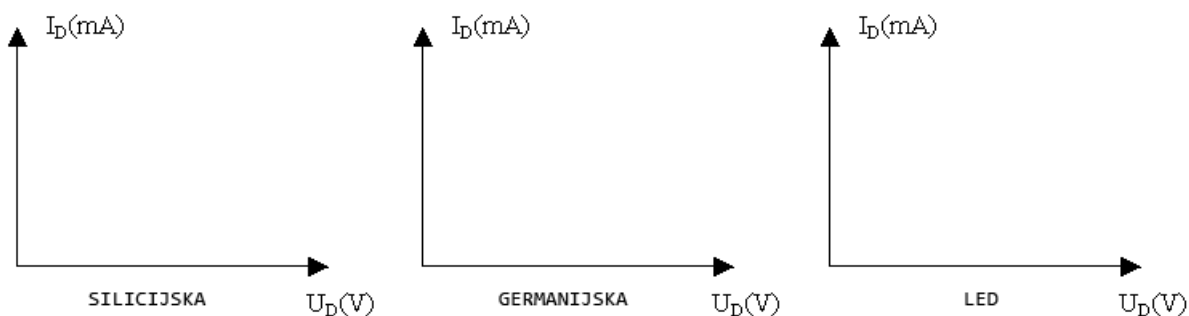 I_D(mA) I_D(mA) I_D(mA)
SILICIJSKA U_D(V) GERMANIJSKA U_D(V) LED U_D(V)